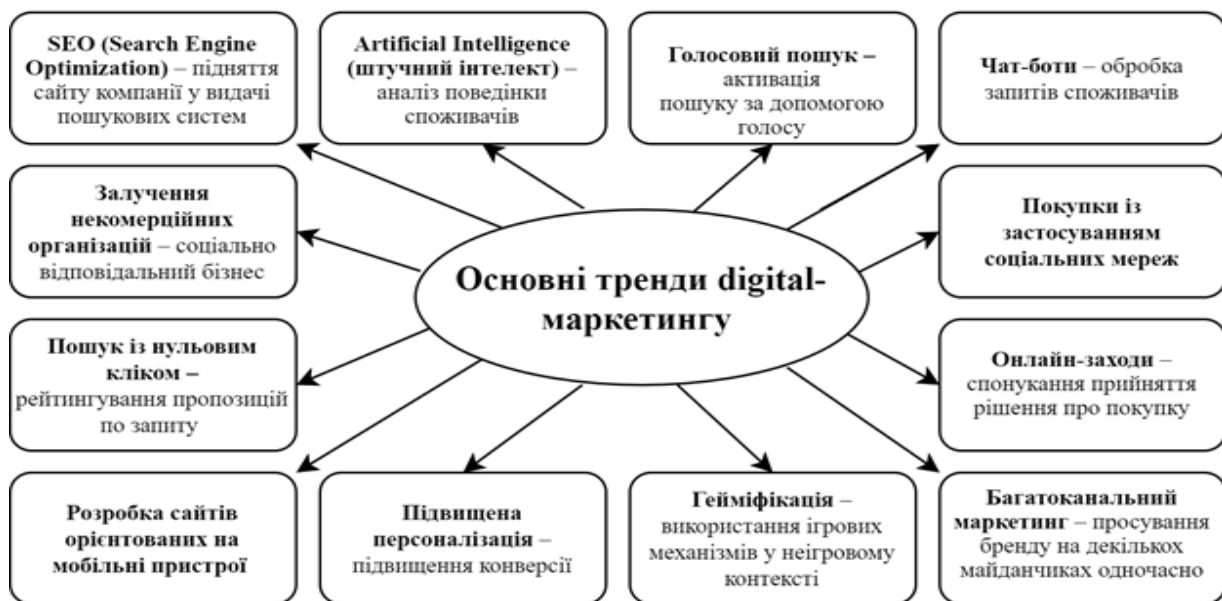 SEO (Search Engine
Optimization) – підняття
сайту компанії у видачі
пошукових систем
Artificial Intelligence
(штучний інтелект) –
аналіз поведінки
споживачів
Голосовий пошук –
активація
пошуку за допомогою
голосу
Чат-боти – обробка
запитів споживачів
Залучення
некомерційних
організацій – соціально
відповідальний бізнес
Основні тренди digital-
маркетингу
Покупки із
застосуванням
соціальних мереж
Пошук із нульовим
кліком –
рейтингування пропозицій
по запиту
Онлайн-заходи –
спонукання прийняття
рішення про покупку
Розробка сайтів
орієнтованих на
мобільні пристрої
Підвищена
персоналізація –
підвищення конверсії
Гейміфікація –
використання ігрових
механізмів у неігровому
контексті
Багатоканальний
маркетинг – просування
бренду на декількох
майданчиках одночасно